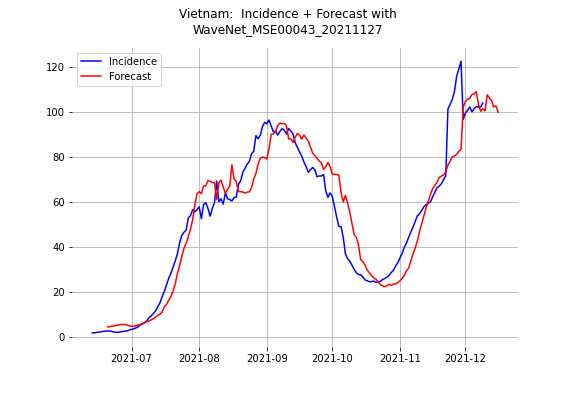 Vietnam:  Incidence + Forecast with
WaveNet_MSE00043_20211127
Incidence
Forecast
120
100
80
60
40
20
0
2021-07 2021-08 2021-09 2021-10 2021-11 2021-12